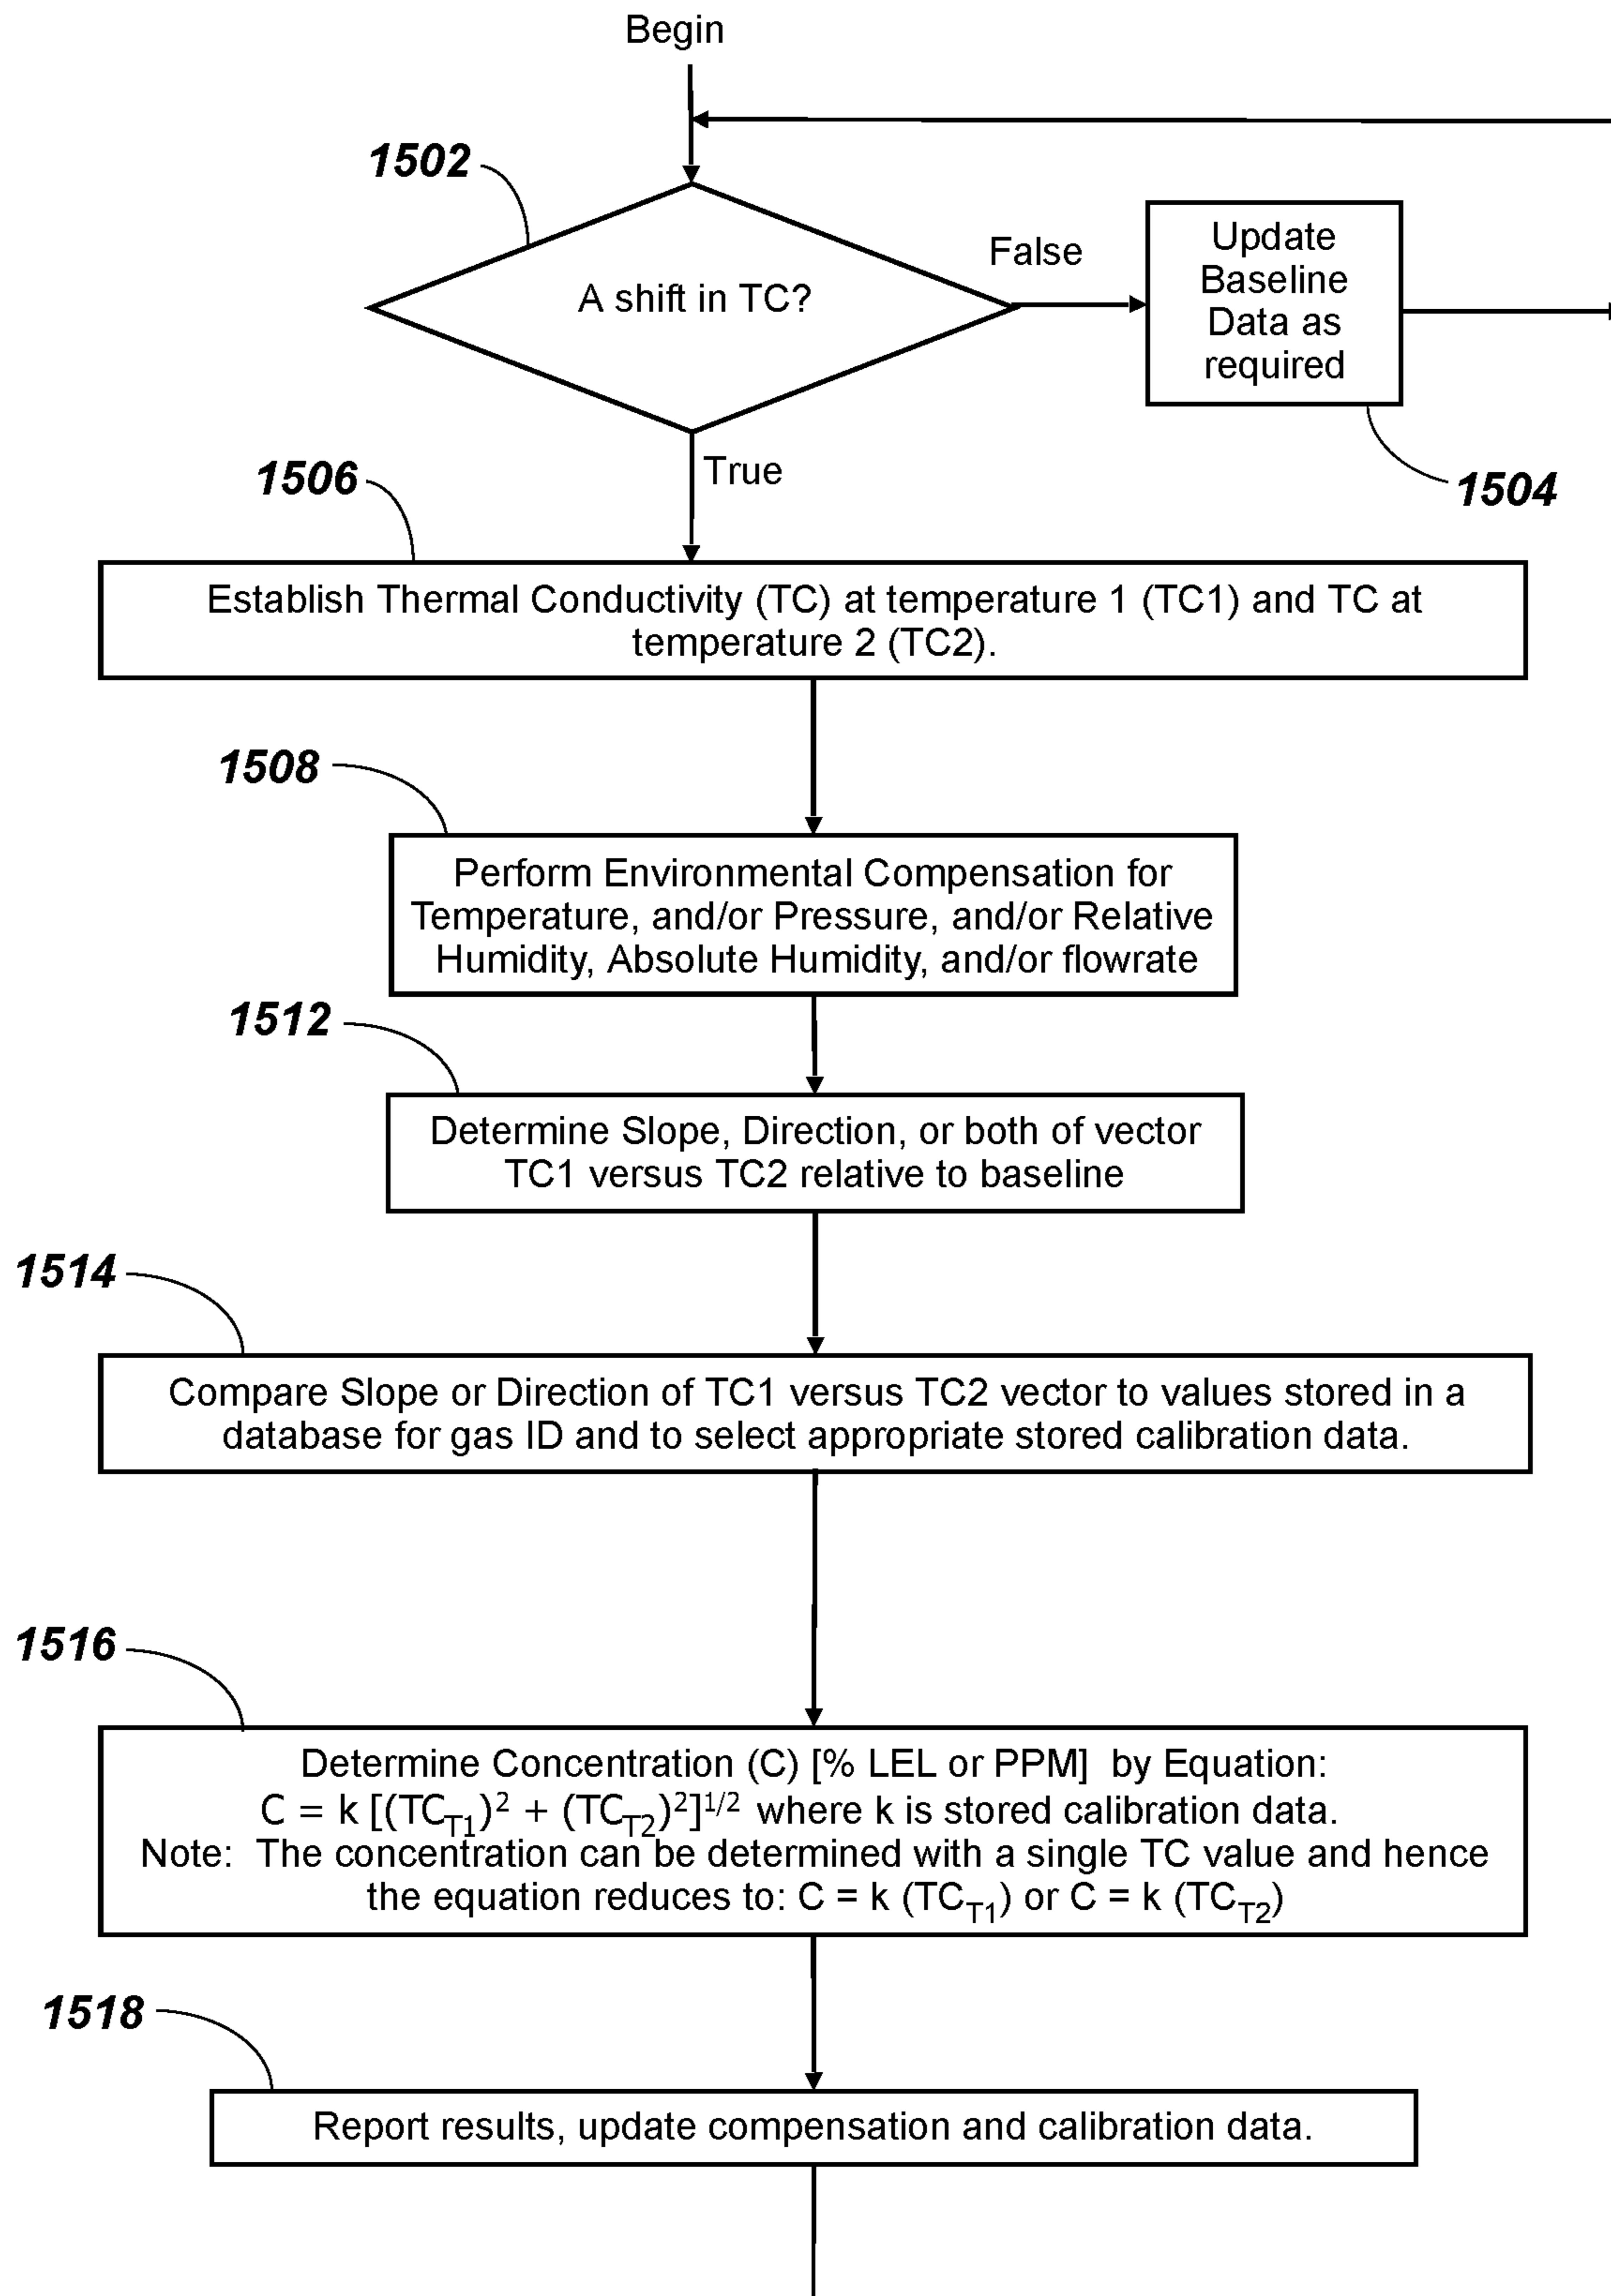 Begin
1502
A shift in TC?
False
Update
Baseline
Data as
required
1504
True
1506
Establish Thermal Conductivity (TC) at temperature 1 (TC1) and TC at
temperature 2 (TC2).
1508
Perform Environmental Compensation for
Temperature, and/or Pressure, and/or Relative
Humidity, Absolute Humidity, and/or flowrate
1512
Determine Slope, Direction, or both of vector
TC1 versus TC2 relative to baseline
1514
Compare Slope or Direction of TC1 versus TC2 vector to values stored in a
database for gas ID and to select appropriate stored calibration data.
1516
Determine Concentration (C) [% LEL or PPM] by Equation:
C = k [(TC_T1)^2 + (TC_T2)^2]^1/2 where k is stored calibration data.
Note: The concentration can be determined with a single TC value and hence
the equation reduces to: C = k (TC_T1) or C = k (TC_T2)
1518
Report results, update compensation and calibration data.